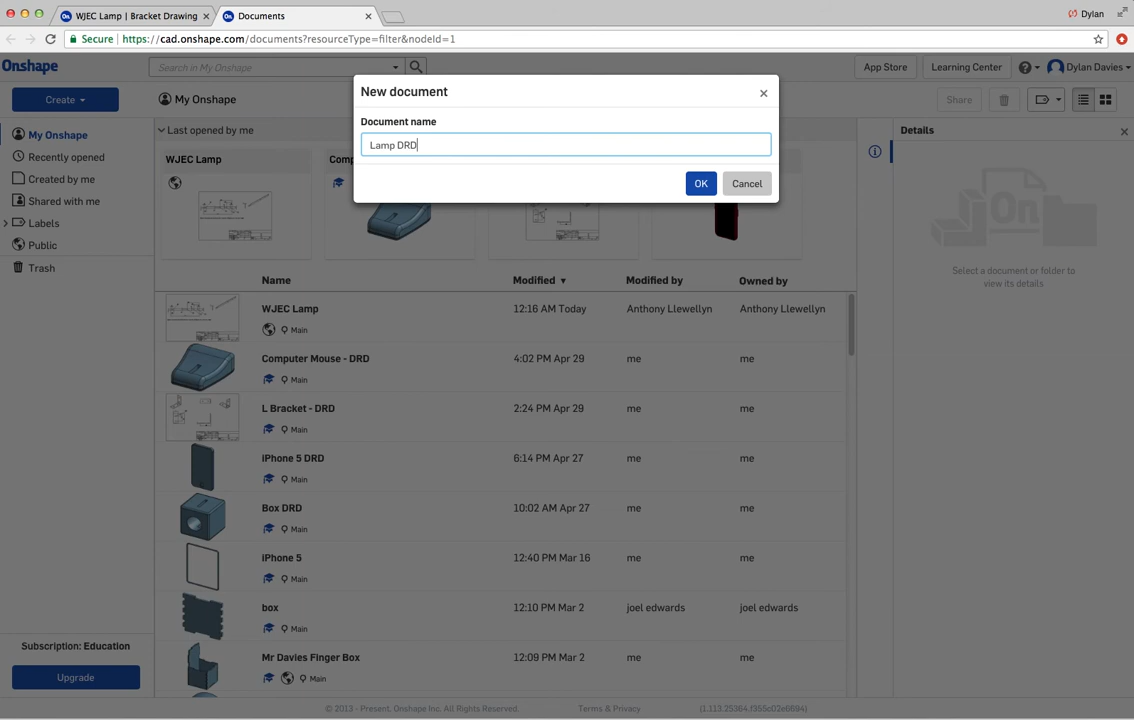 WJEC Lamp | Bracket Drawing
Documents
Dylan
Secure | https://cad.onshape.com/documents?resourceType=filter&nodeId=1
Onshape
Search in My Onshape
App Store
Learning Center
Dylan Davies
Create
My Onshape
Share
New document
Document name
Lamp DRD
OK
Cancel
My Onshape
Recently opened
Created by me
Shared with me
Labels
Public
Trash
Last opened by me
WJEC Lamp
Details
Select a document or folder to
view its details
Name Modified Modified by Owned by
WJEC Lamp 12:16 AM Today Anthony Llewellyn Anthony Llewellyn
Main
Computer Mouse - DRD 4:02 PM Apr 29 me me
Main
L Bracket - DRD 2:24 PM Apr 29 me me
Main
iPhone 5 DRD 6:14 PM Apr 27 me me
Main
Box DRD 10:02 AM Apr 27 me me
Main
iPhone 5 12:40 PM Mar 16 me me
Main
box 12:10 PM Mar 2 joel edwards joel edwards
Main
Mr Davies Finger Box 12:09 PM Mar 2 me me
Main
Subscription: Education
Upgrade
© 2013 - Present, Onshape Inc. All Rights Reserved. Terms & Privacy (1.113.25364.f355c02e6694)